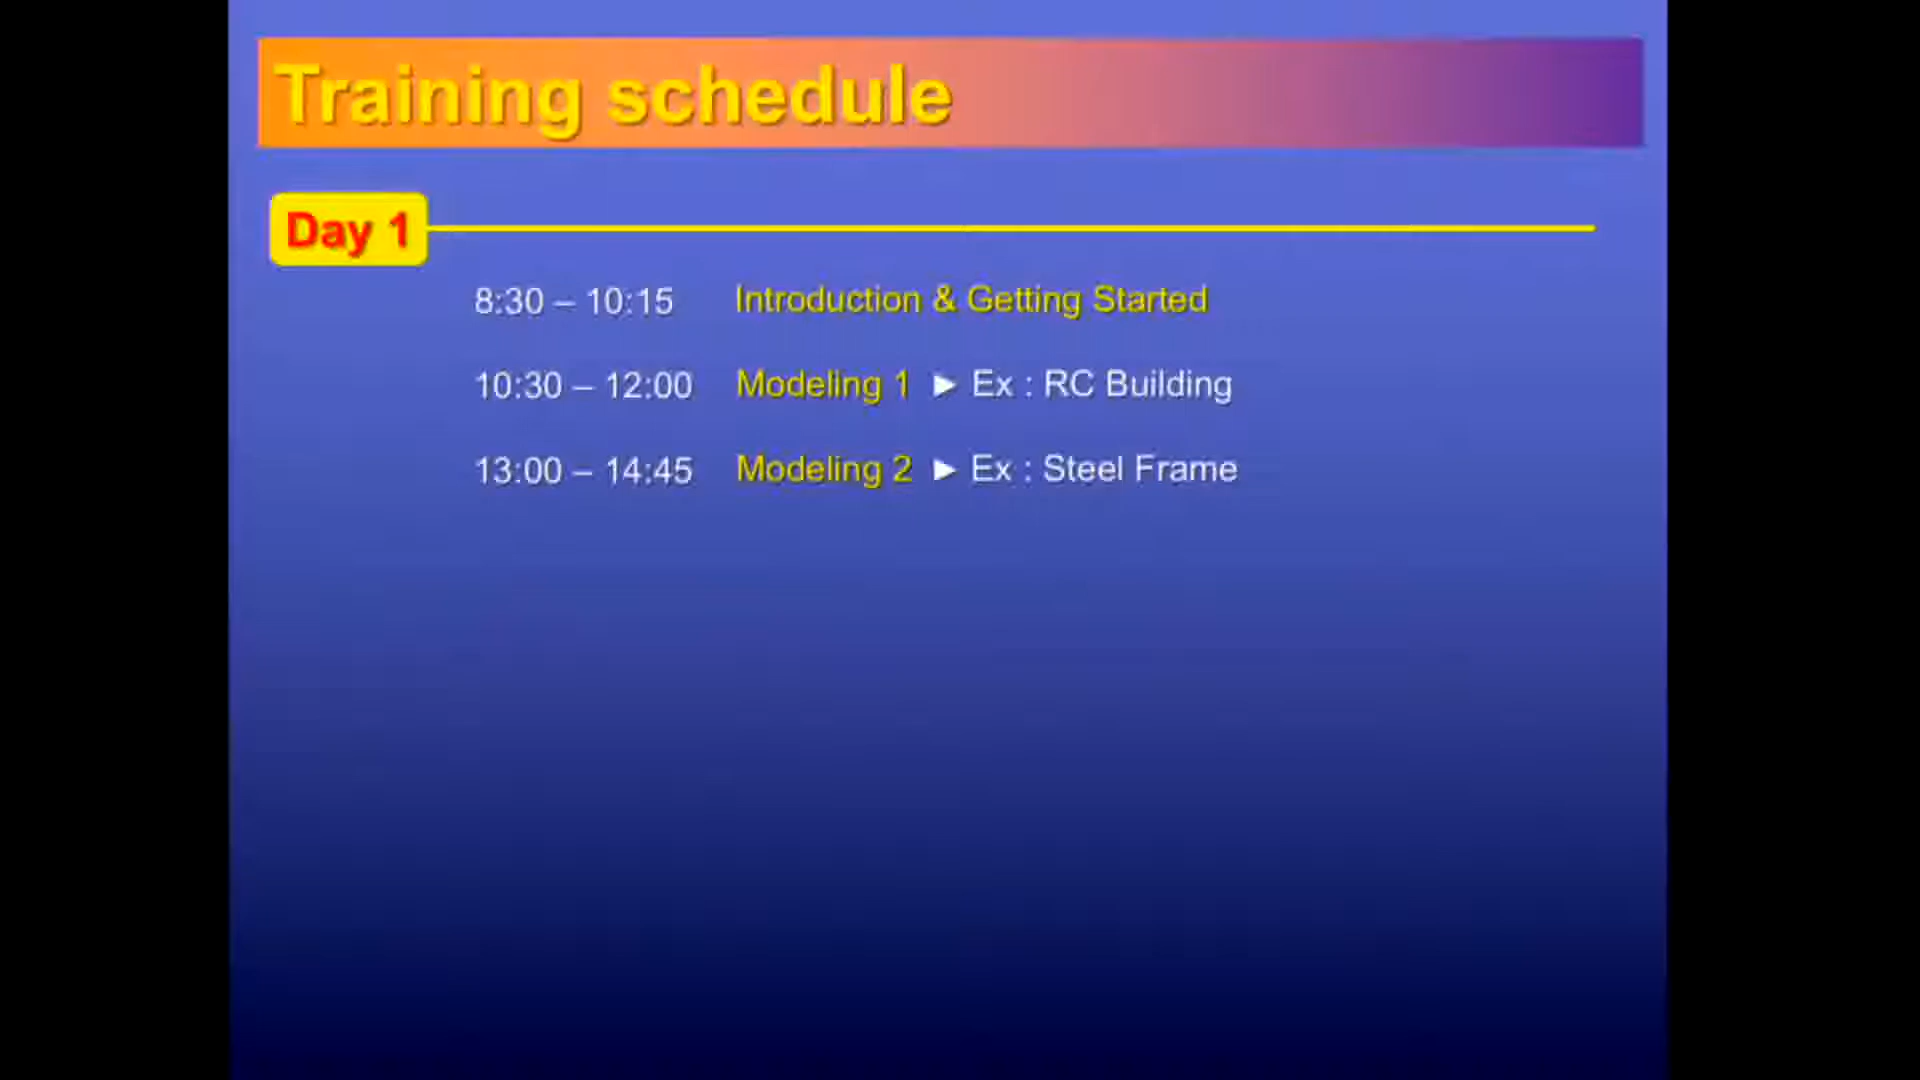 Training schedule
Day 1
8:30 – 10:15 Introduction & Getting Started
10:30 – 12:00 Modeling 1 ► Ex : RC Building
13:00 – 14:45 Modeling 2 ► Ex : Steel Frame